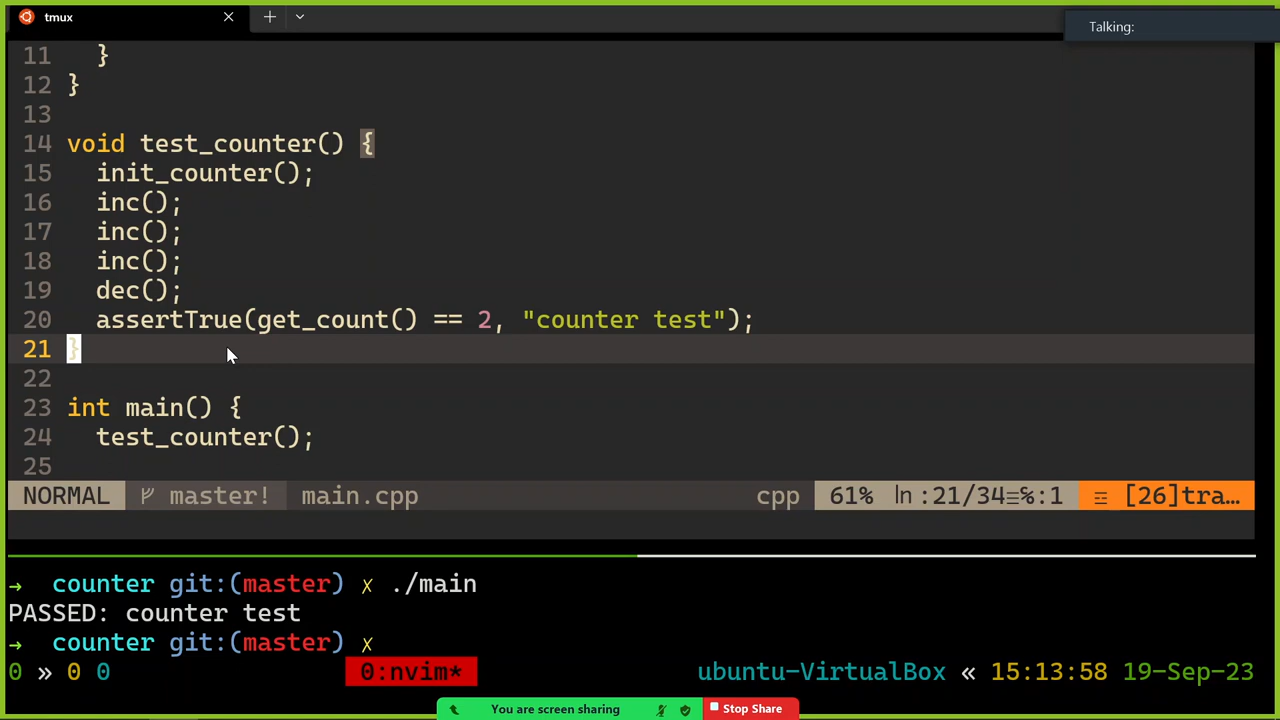 tmux
Talking:
11 }
12 }
13
14 void test_counter() {
15 init_counter();
16 inc();
17 inc();
18 inc();
19 dec();
20 assertTrue(get_count() == 2, "counter test");
21 }
22
23 int main() {
24 test_counter();
25
NORMAL master! main.cpp cpp 61% ln :21/34≡%:1 ☲ [26]tra…
→ counter git:(master) ✗ ./main
PASSED: counter test
→ counter git:(master) ✗
0 » 0 0 0:nvim* ubuntu-VirtualBox « 15:13:58 19-Sep-23
You are screen sharing Stop Share